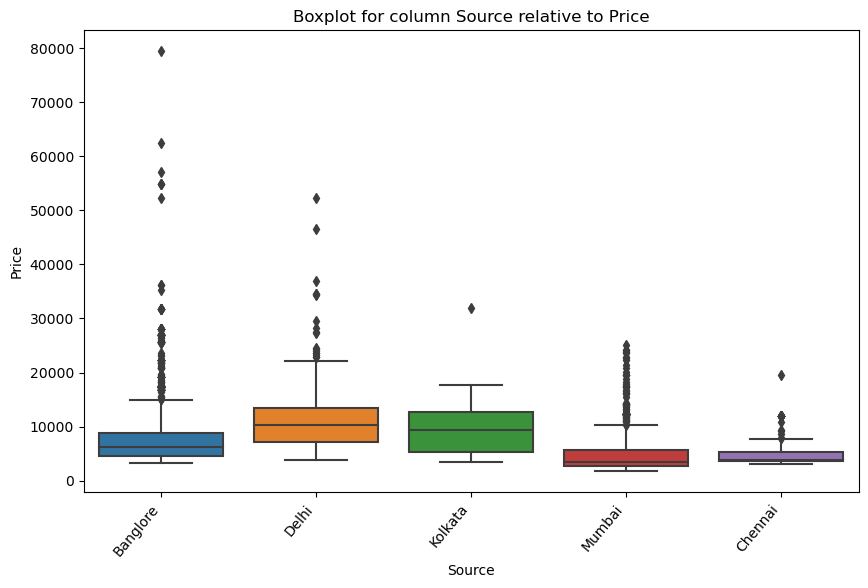 Boxplot for column Source relative to Price
80000
70000
60000
50000
40000
30000
20000
10000
0
Price
Banglore
Delhi
Kolkata
Mumbai
Chennai
Source